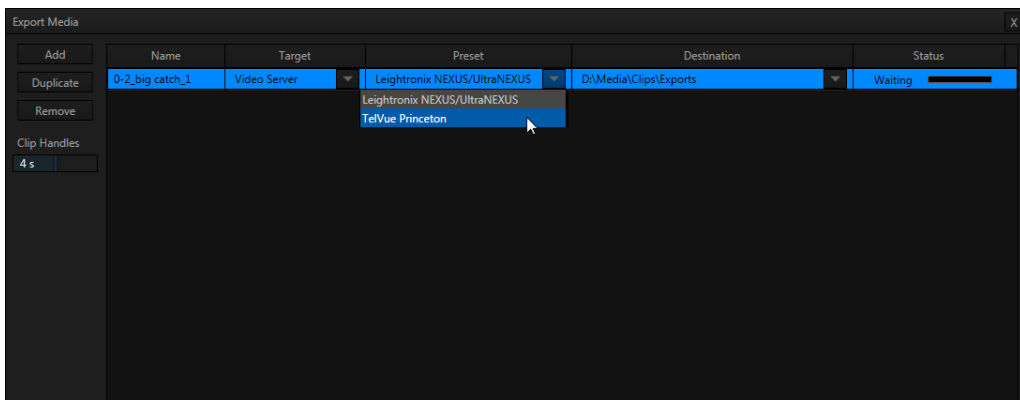 Export Media X
Add Name Target Preset Destination Status
Duplicate 0-2_big catch_1 Video Server Leightronix NEXUS/UltraNEXUS D:\Media\Clips\Exports Waiting
Leightronix NEXUS/UltraNEXUS
Remove
TelVue Princeton
Clip Handles
4 s